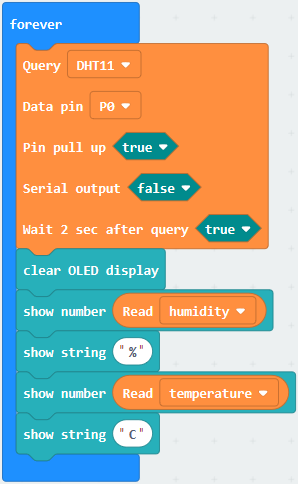 forever
Query DHT11
Data pin P0
Pin pull up true
Serial output false
Wait 2 sec after query true
clear OLED display
show number Read humidity
show string "%"
show number Read temperature
show string "C"